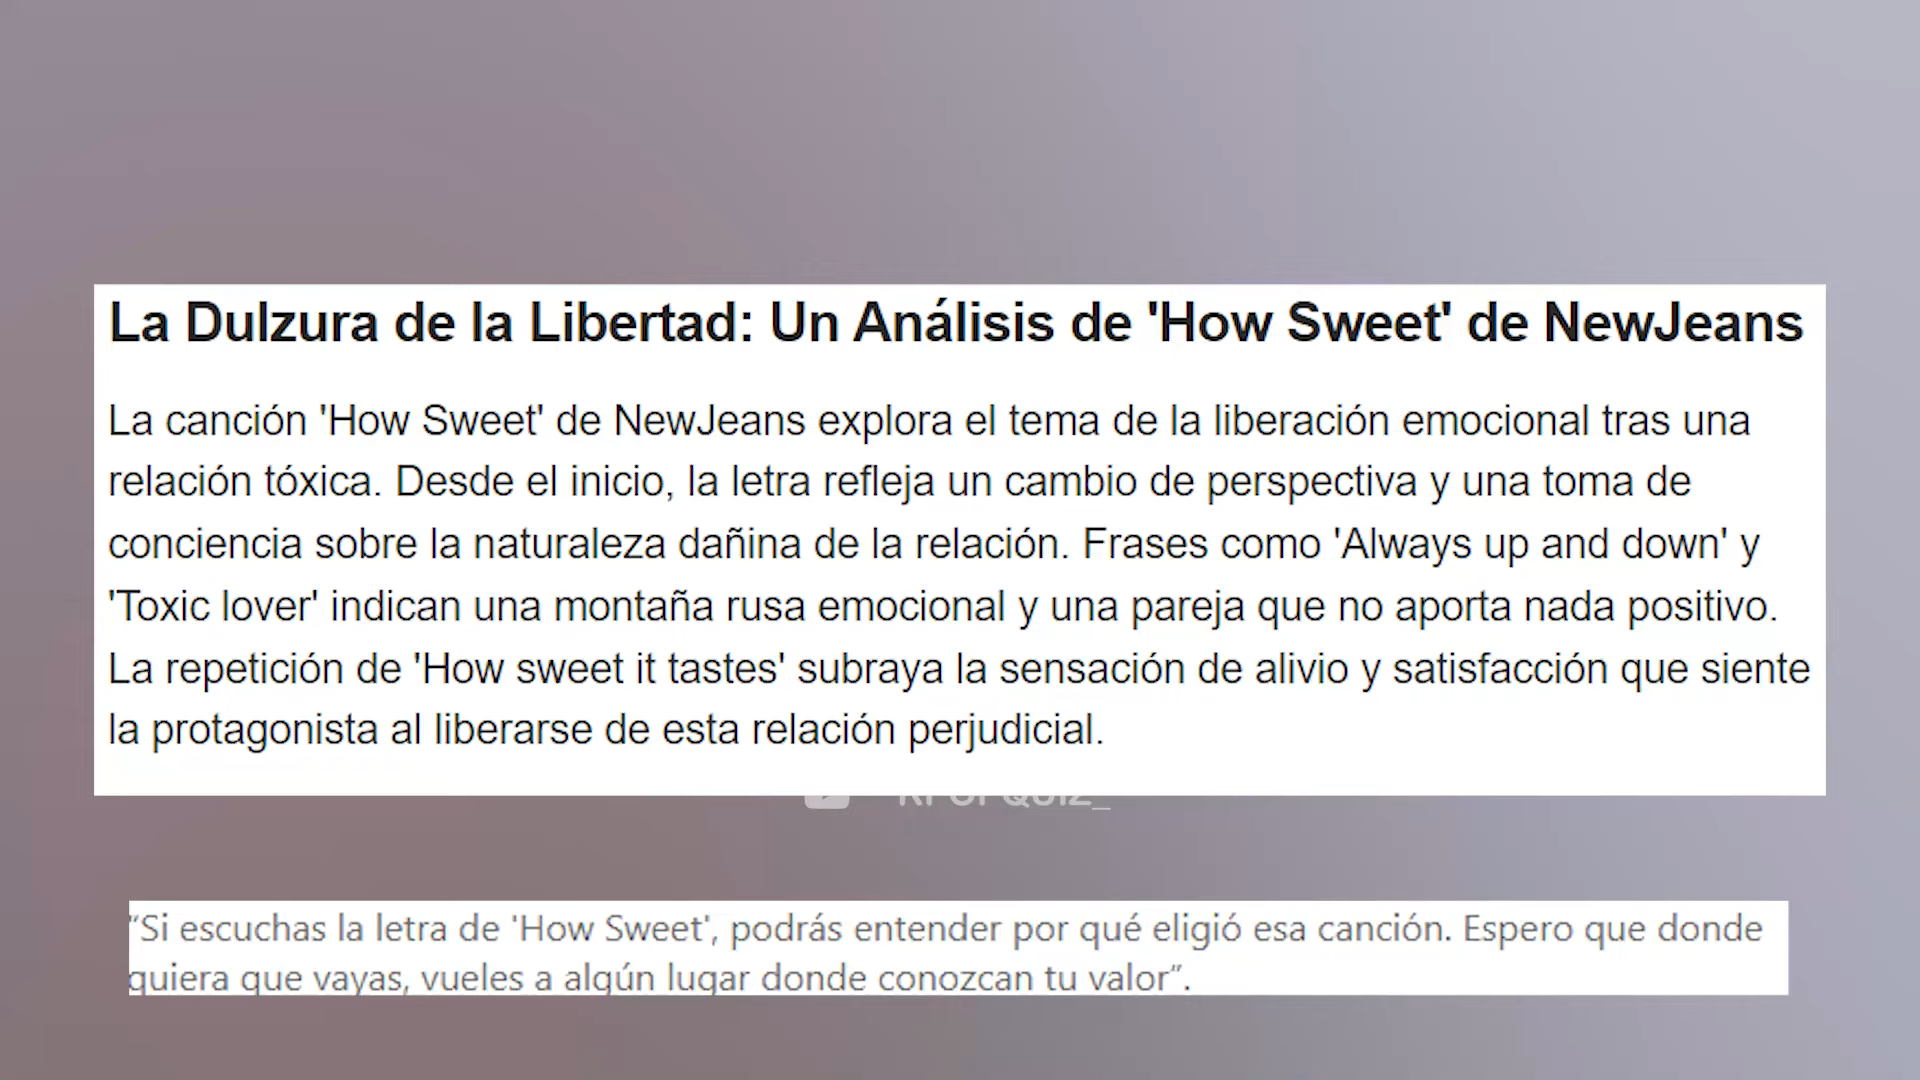 La Dulzura de la Libertad: Un Análisis de 'How Sweet' de NewJeans
La canción 'How Sweet' de NewJeans explora el tema de la liberación emocional tras una
relación tóxica. Desde el inicio, la letra refleja un cambio de perspectiva y una toma de
conciencia sobre la naturaleza dañina de la relación. Frases como 'Always up and down' y
'Toxic lover' indican una montaña rusa emocional y una pareja que no aporta nada positivo.
La repetición de 'How sweet it tastes' subraya la sensación de alivio y satisfacción que siente
la protagonista al liberarse de esta relación perjudicial.
"Si escuchas la letra de 'How Sweet', podrás entender por qué eligió esa canción. Espero que donde
quiera que vayas, vueles a algún lugar donde conozcan tu valor".